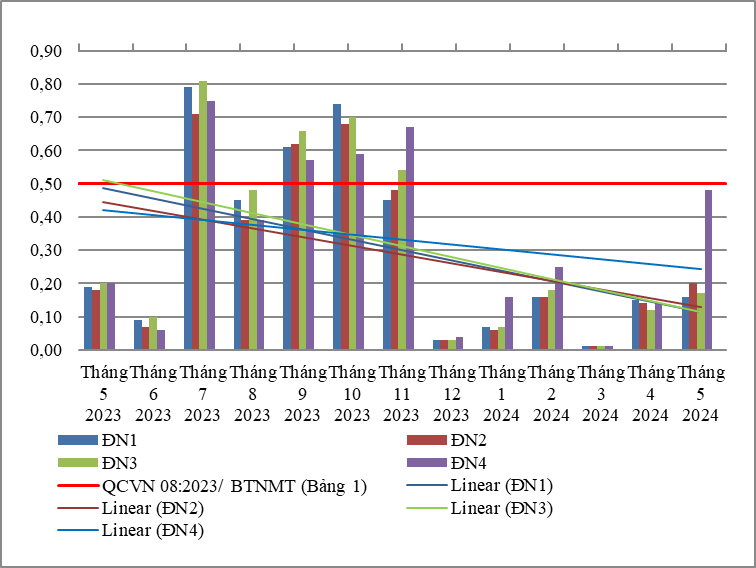 0,90
0,80
0,70
0,60
0,50
0,40
0,30
0,20
0,10
0,00
Tháng 5 2023
Tháng 6 2023
Tháng 7 2023
Tháng 8 2023
Tháng 9 2023
Tháng 10 2023
Tháng 11 2023
Tháng 12 2023
Tháng 1 2024
Tháng 2 2024
Tháng 3 2024
Tháng 4 2024
Tháng 5 2024
ĐN1
ĐN2
ĐN3
ĐN4
QCVN 08:2023/ BTNMT (Bảng 1)
Linear (ĐN1)
Linear (ĐN2)
Linear (ĐN3)
Linear (ĐN4)